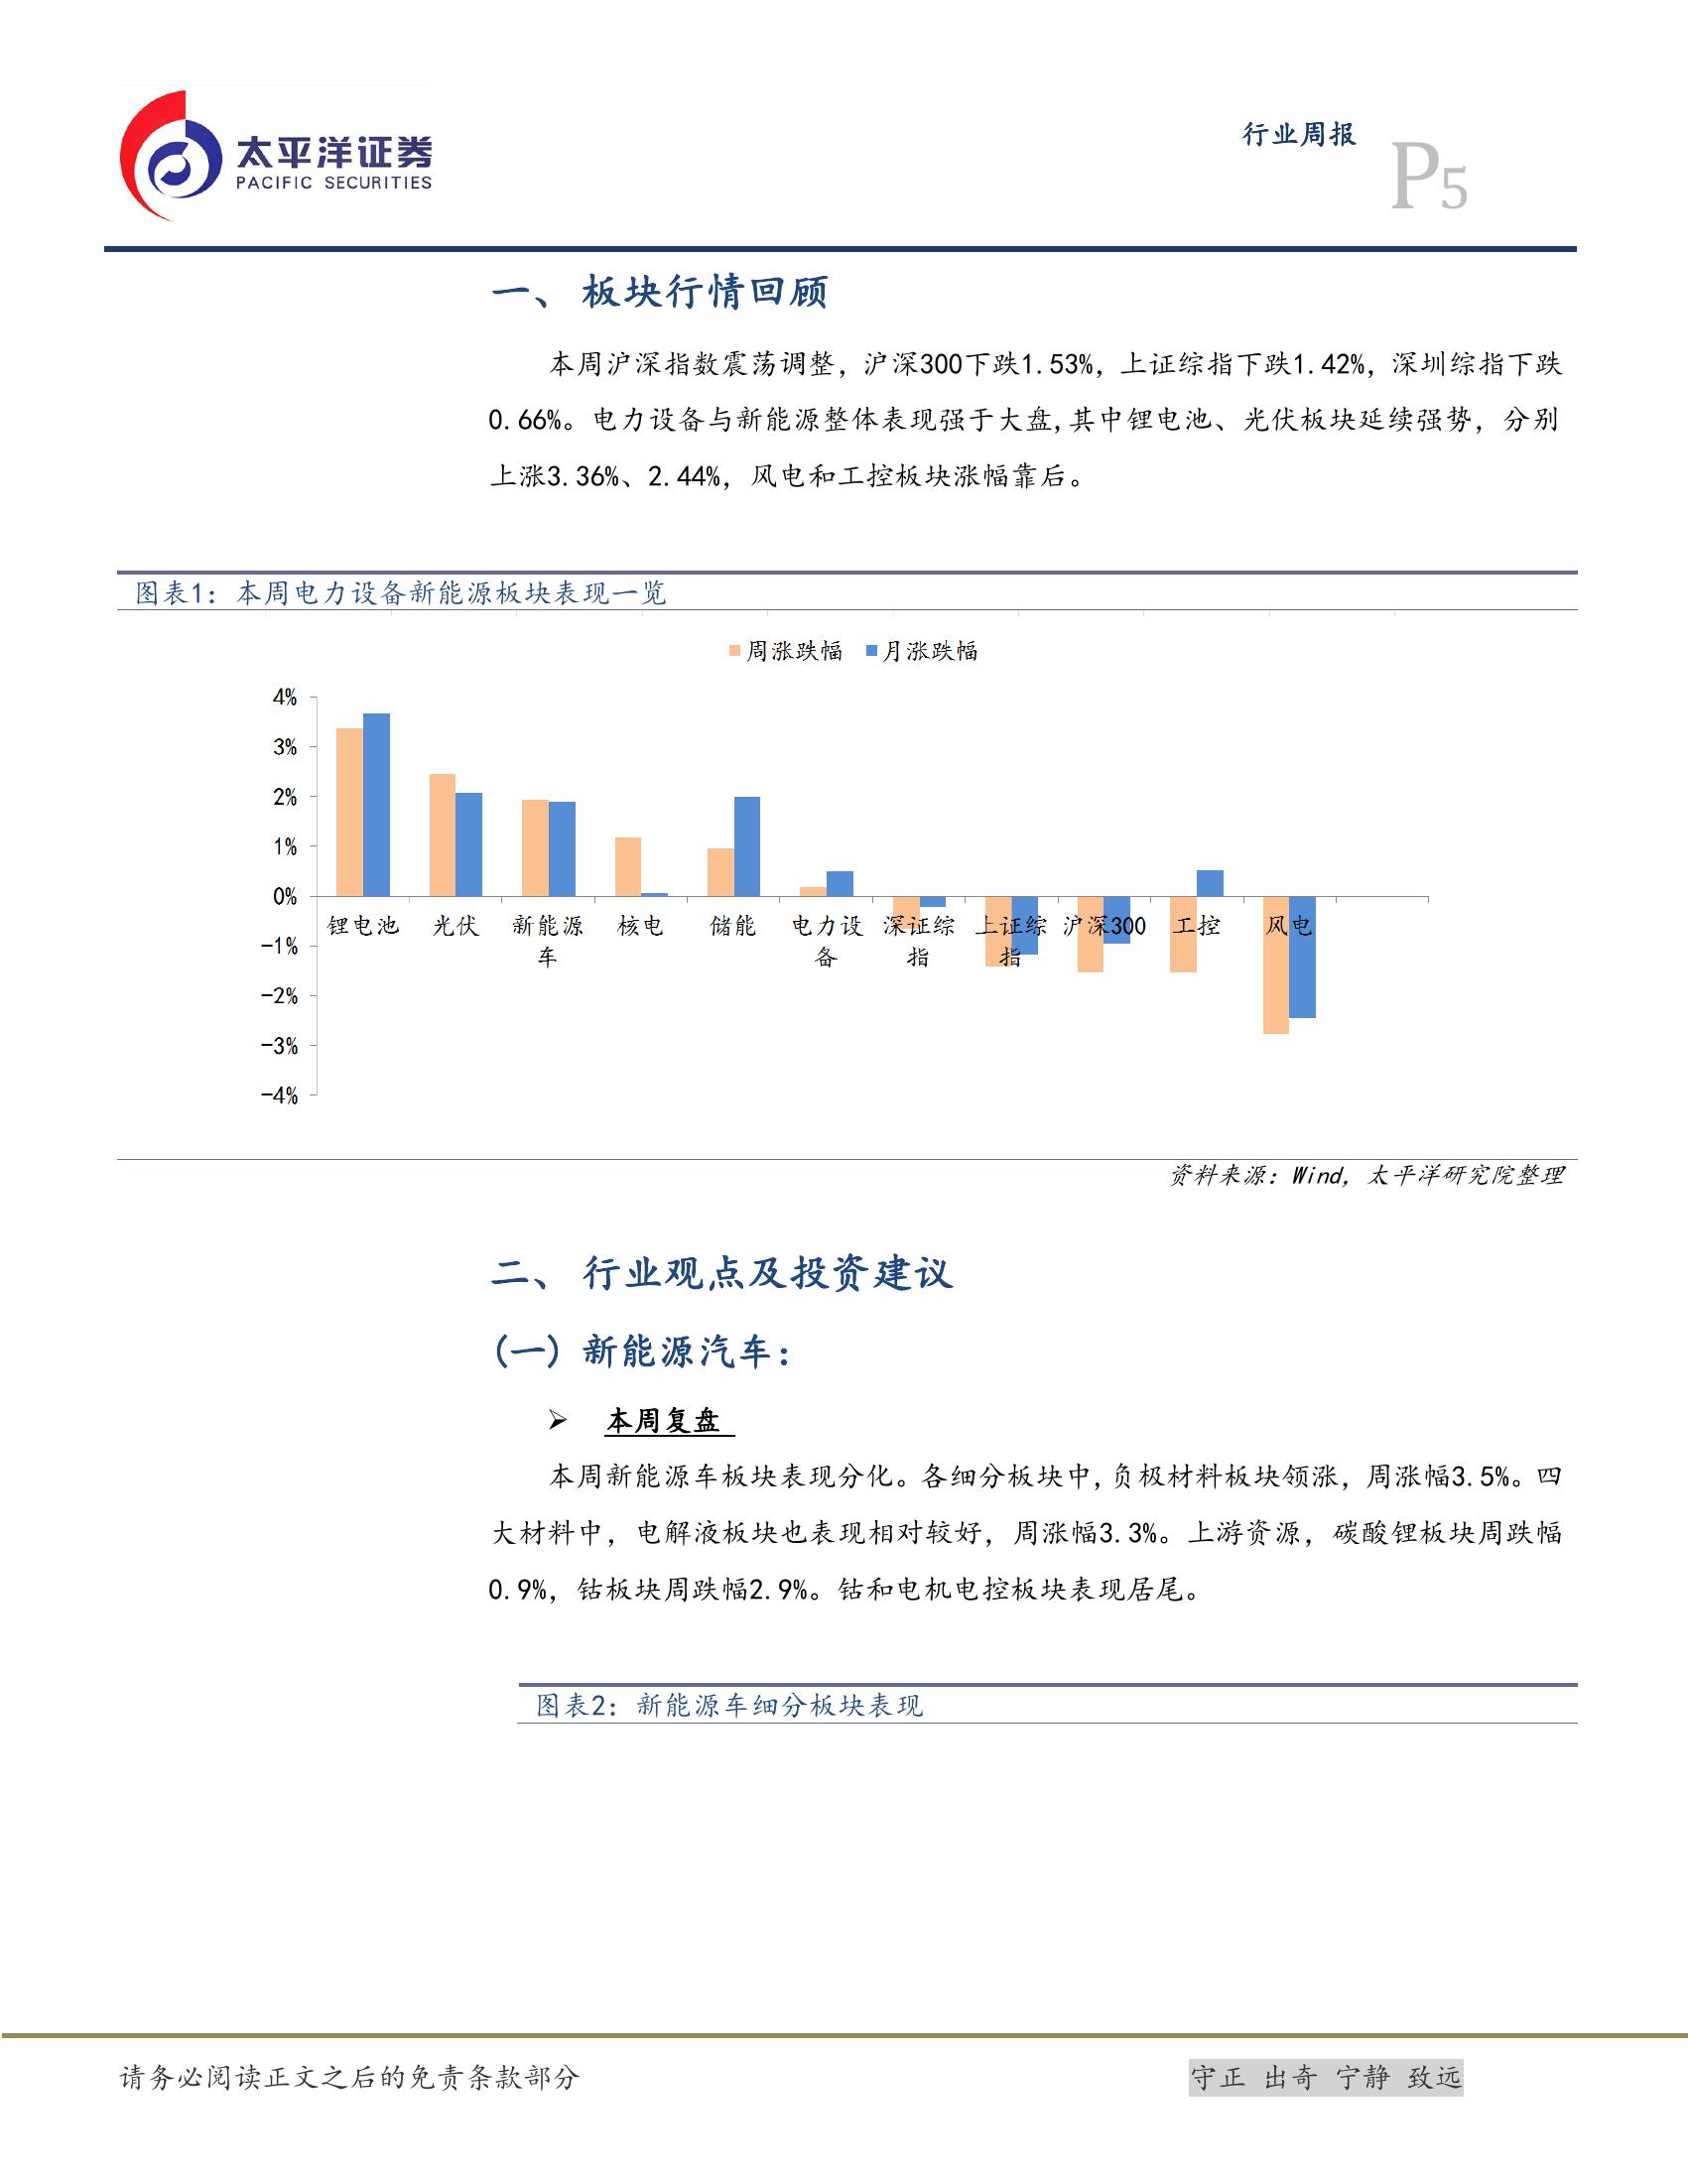 太平洋证券
PACIFIC SECURITIES
行业周报
P5
一、 板块行情回顾
本周沪深指数震荡调整，沪深300下跌1.53%，上证综指下跌1.42%，深圳综指下跌
0.66%。电力设备与新能源整体表现强于大盘,其中锂电池、光伏板块延续强势，分别
上涨3.36%、2.44%，风电和工控板块涨幅靠后。
图表1：本周电力设备新能源板块表现一览
周涨跌幅 月涨跌幅
4%
3%
2%
1%
0%
-1%
-2%
-3%
-4%
锂电池 光伏 新能源 核电 储能 电力设 深证综 上证综 沪深300 工控 风电
车 备 指 指
资料来源：Wind，太平洋研究院整理
二、 行业观点及投资建议
(一) 新能源汽车：
➢ 本周复盘
本周新能源车板块表现分化。各细分板块中,负极材料板块领涨，周涨幅3.5%。四
大材料中，电解液板块也表现相对较好，周涨幅3.3%。上游资源，碳酸锂板块周跌幅
0.9%，钴板块周跌幅2.9%。钴和电机电控板块表现居尾。
图表2：新能源车细分板块表现
请务必阅读正文之后的免责条款部分
守正 出奇 宁静 致远